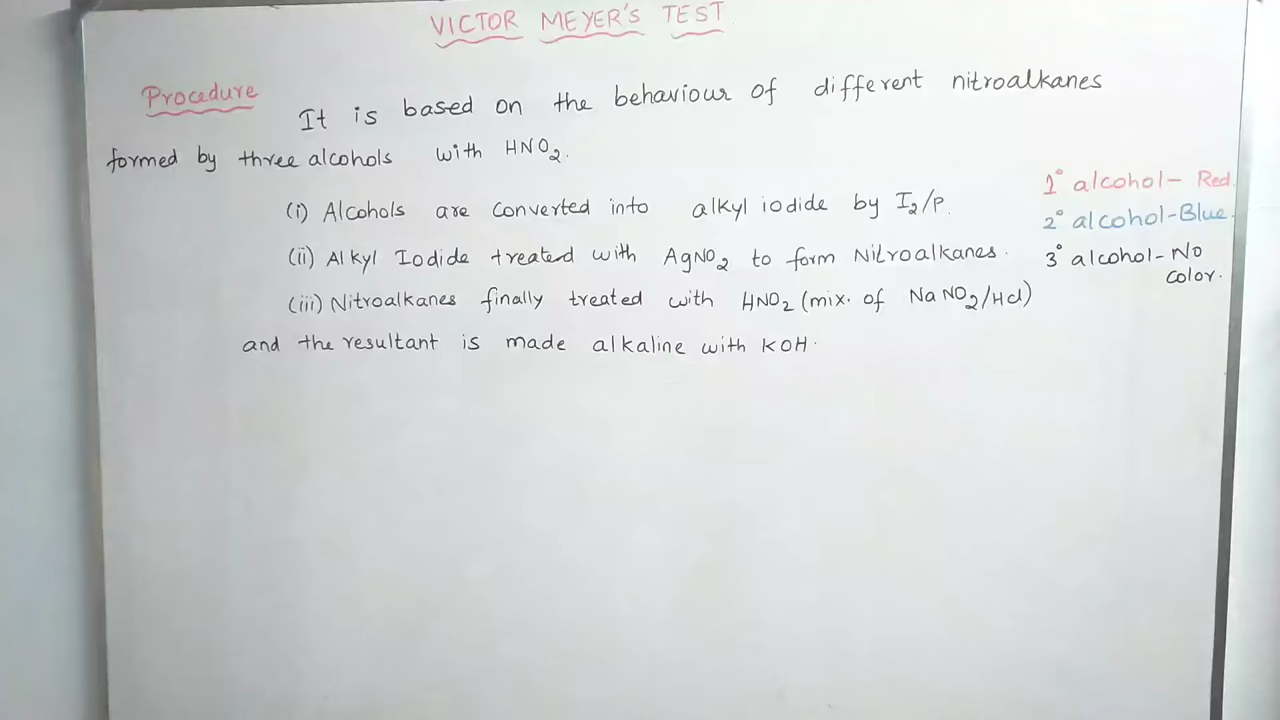 VICTOR MEYER'S TEST
Procedure It is based on the behaviour of different nitroalkanes
formed by three alcohols with HNO₂.
(i) Alcohols are converted into alkyl iodide by I₂/P.
(ii) Alkyl Iodide treated with AgNO₂ to form Nitroalkanes.
(iii) Nitroalkanes finally treated with HNO₂ (mix. of NaNO₂/HCl)
and the resultant is made alkaline with KOH.
1° alcohol- Red.
2° alcohol-Blue.
3° alcohol-No
color.